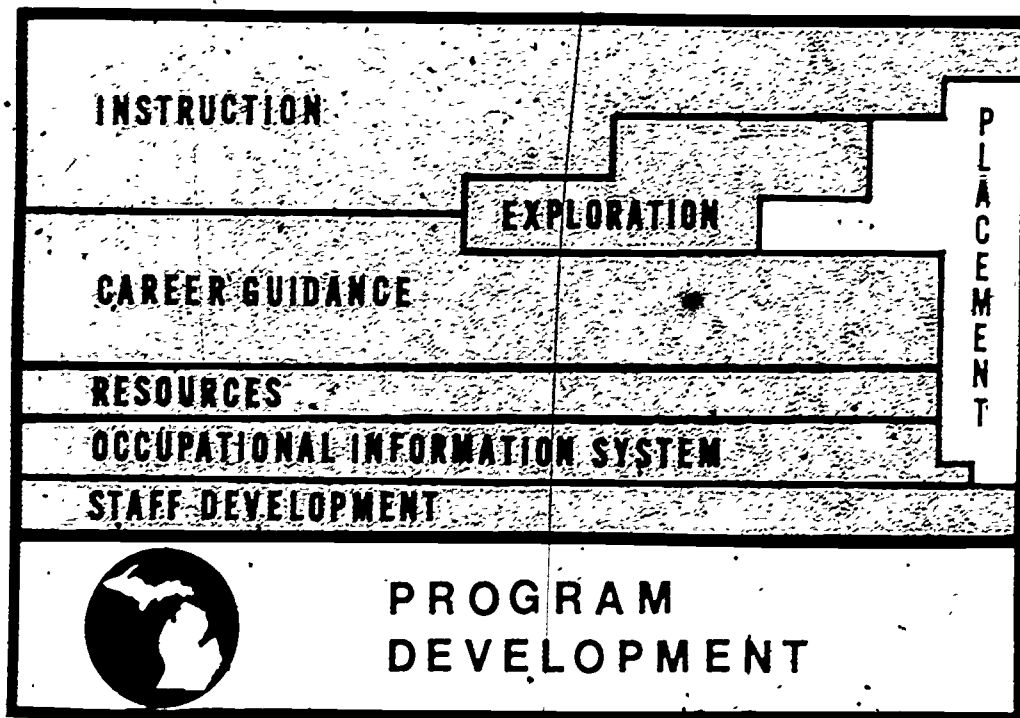 INSTRUCTION
EXPLORATION
PLACEMENT
CAREER GUIDANCE
RESOURCES
OCCUPATIONAL INFORMATION SYSTEM
STAFF DEVELOPMENT
PROGRAM
DEVELOPMENT